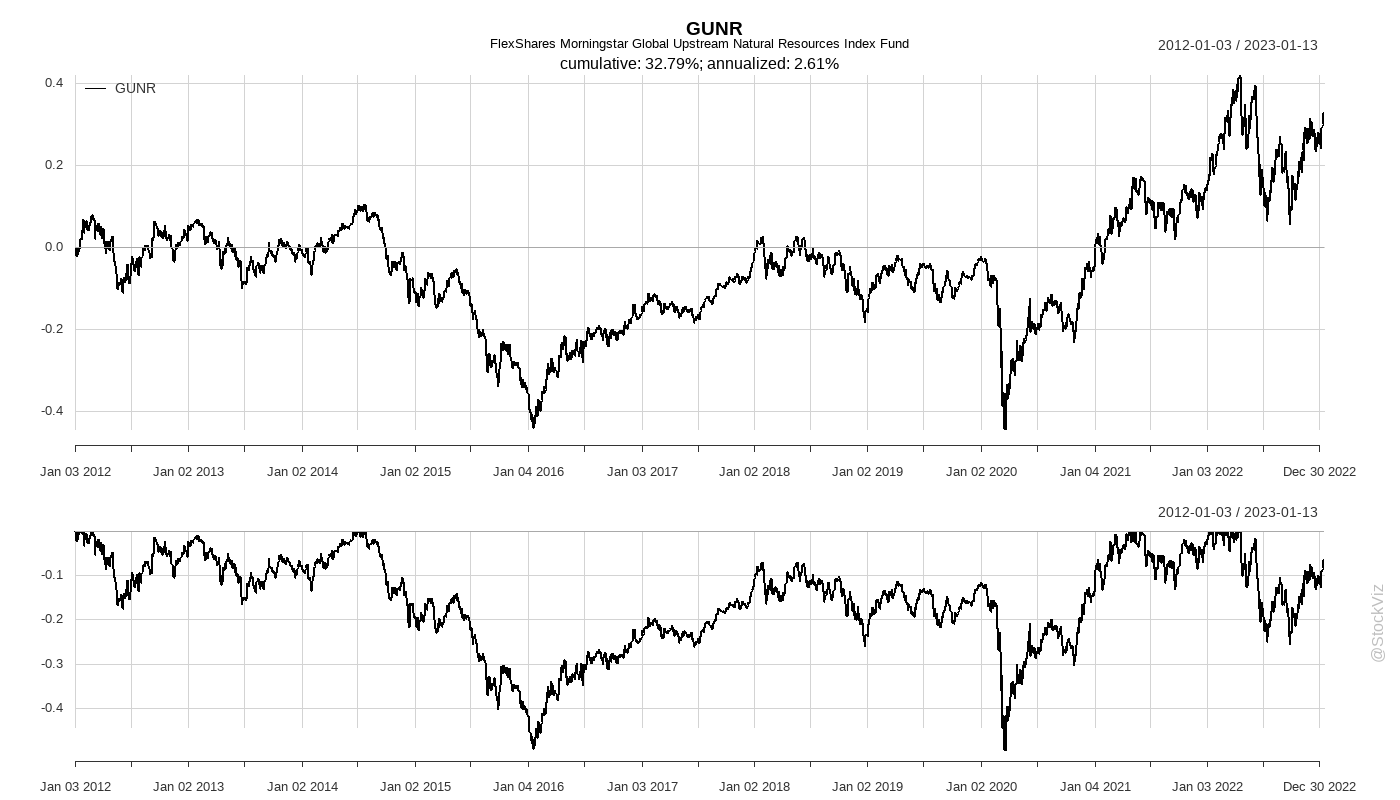 GUNR
FlexShares Morningstar Global Upstream Natural Resources Index Fund
cumulative: 32.79%; annualized: 2.61%
2012-01-03 / 2023-01-13
GUNR
0.4
0.2
0.0
-0.2
-0.4
Jan 03 2012 Jan 02 2013 Jan 02 2014 Jan 02 2015 Jan 04 2016 Jan 03 2017 Jan 02 2018 Jan 02 2019 Jan 02 2020 Jan 04 2021 Jan 03 2022 Dec 30 2022
2012-01-03 / 2023-01-13
-0.1
-0.2
-0.3
-0.4
Jan 03 2012 Jan 02 2013 Jan 02 2014 Jan 02 2015 Jan 04 2016 Jan 03 2017 Jan 02 2018 Jan 02 2019 Jan 02 2020 Jan 04 2021 Jan 03 2022 Dec 30 2022
@StockViz